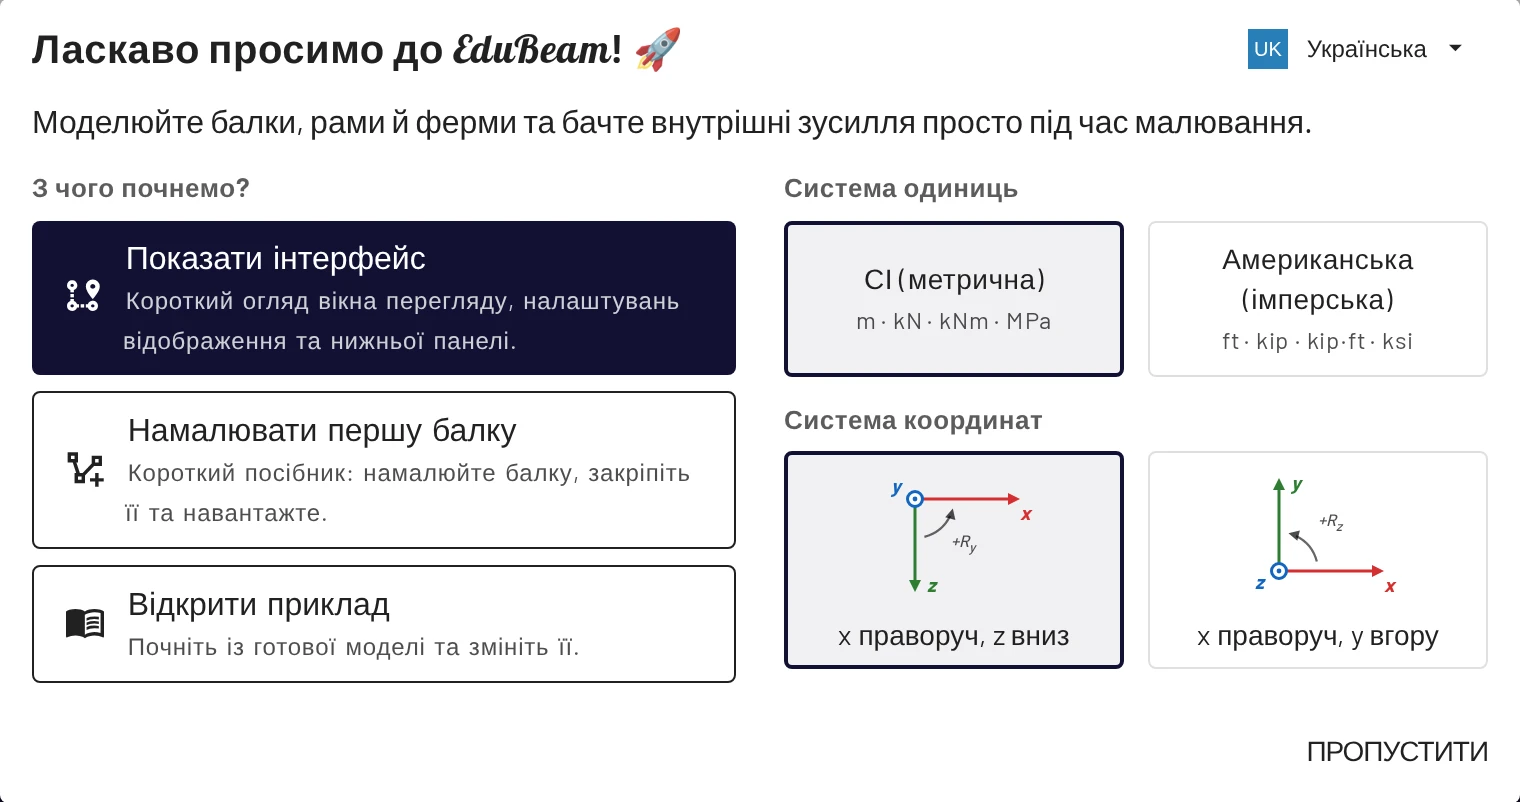 Ласкаво просимо до EduBeam! 🚀
UK Українська
Моделюйте балки, рами й ферми та бачте внутрішні зусилля просто під час малювання.
З чого почнемо?
Показати інтерфейс
Короткий огляд вікна перегляду, налаштувань
відображення та нижньої панелі.
Намалювати першу балку
Короткий посібник: намалюйте балку, закріпіть
її та навантажте.
Відкрити приклад
Почніть із готової моделі та змініть її.
Система одиниць
СІ (метрична)
m · kN · kNm · MPa
Американська
(імперська)
ft · kip · kip·ft · ksi
Система координат
y
x
+Ry
z
x праворуч, z вниз
y
+Rz
z
x
x праворуч, y вгору
ПРОПУСТИТИ